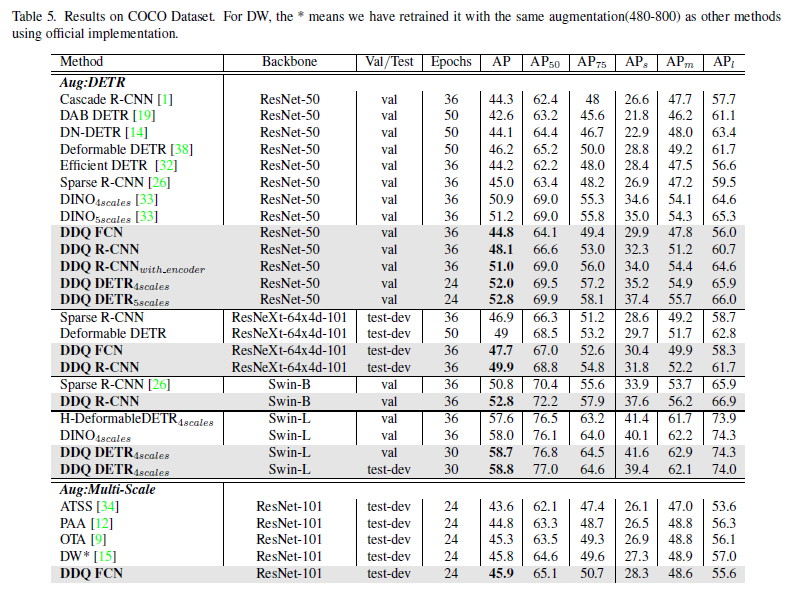 Table 5. Results on COCO Dataset. For DW, the * means we have retrained it with the same augmentation(480-800) as other methods
using official implementation.
Method Backbone Val/Test Epochs AP AP50 AP75 APs APm APl
Aug:DETR
Cascade R-CNN [1] ResNet-50 val 36 44.3 62.4 48 26.6 47.7 57.7
DAB DETR [19] ResNet-50 val 50 42.6 63.2 45.6 21.8 46.2 61.1
DN-DETR [14] ResNet-50 val 50 44.1 64.4 46.7 22.9 48.0 63.4
Deformable DETR [38] ResNet-50 val 50 46.2 65.2 50.0 28.8 49.2 61.7
Efficient DETR [32] ResNet-50 val 36 44.2 62.2 48.0 28.4 47.5 56.6
Sparse R-CNN [26] ResNet-50 val 36 45.0 63.4 48.2 26.9 47.2 59.5
DINO4scales [33] ResNet-50 val 36 50.9 69.0 55.3 34.6 54.1 64.6
DINO5scales [33] ResNet-50 val 36 51.2 69.0 55.8 35.0 54.3 65.3
DDQ FCN ResNet-50 val 36 44.8 64.1 49.4 29.9 47.8 56.0
DDQ R-CNN ResNet-50 val 36 48.1 66.6 53.0 32.3 51.2 60.7
DDQ R-CNNwith_encoder ResNet-50 val 36 51.0 69.0 56.0 34.0 54.4 64.6
DDQ DETR4scales ResNet-50 val 24 52.0 69.5 57.2 35.2 54.9 65.9
DDQ DETR5scales ResNet-50 val 24 52.8 69.9 58.1 37.4 55.7 66.0
Sparse R-CNN ResNeXt-64x4d-101 test-dev 36 46.9 66.3 51.2 28.6 49.2 58.7
Deformable DETR ResNeXt-64x4d-101 test-dev 50 49 68.5 53.2 29.7 51.7 62.8
DDQ FCN ResNeXt-64x4d-101 test-dev 36 47.7 67.0 52.6 30.4 49.9 58.3
DDQ R-CNN ResNeXt-64x4d-101 test-dev 36 49.9 68.8 54.8 31.8 52.2 61.7
Sparse R-CNN [26] Swin-B val 36 50.8 70.4 55.6 33.9 53.7 65.9
DDQ R-CNN Swin-B val 36 52.8 72.2 57.9 37.6 56.2 66.9
H-DeformableDETR4scales Swin-L val 36 57.6 76.5 63.2 41.4 61.7 73.9
DINO4scales Swin-L val 36 58.0 76.1 64.0 40.1 62.2 74.3
DDQ DETR4scales Swin-L val 30 58.7 76.8 64.5 41.6 62.9 74.3
DDQ DETR4scales Swin-L test-dev 30 58.8 77.0 64.6 39.4 62.1 74.0
Aug:Multi-Scale
ATSS [34] ResNet-101 test-dev 24 43.6 62.1 47.4 26.1 47.0 53.6
PAA [12] ResNet-101 test-dev 24 44.8 63.3 48.7 26.5 48.8 56.3
OTA [9] ResNet-101 test-dev 24 45.3 63.5 49.3 26.9 48.8 56.1
DW* [15] ResNet-101 test-dev 24 45.8 64.6 49.6 27.3 48.9 57.0
DDQ FCN ResNet-101 test-dev 24 45.9 65.1 50.7 28.3 48.6 55.6